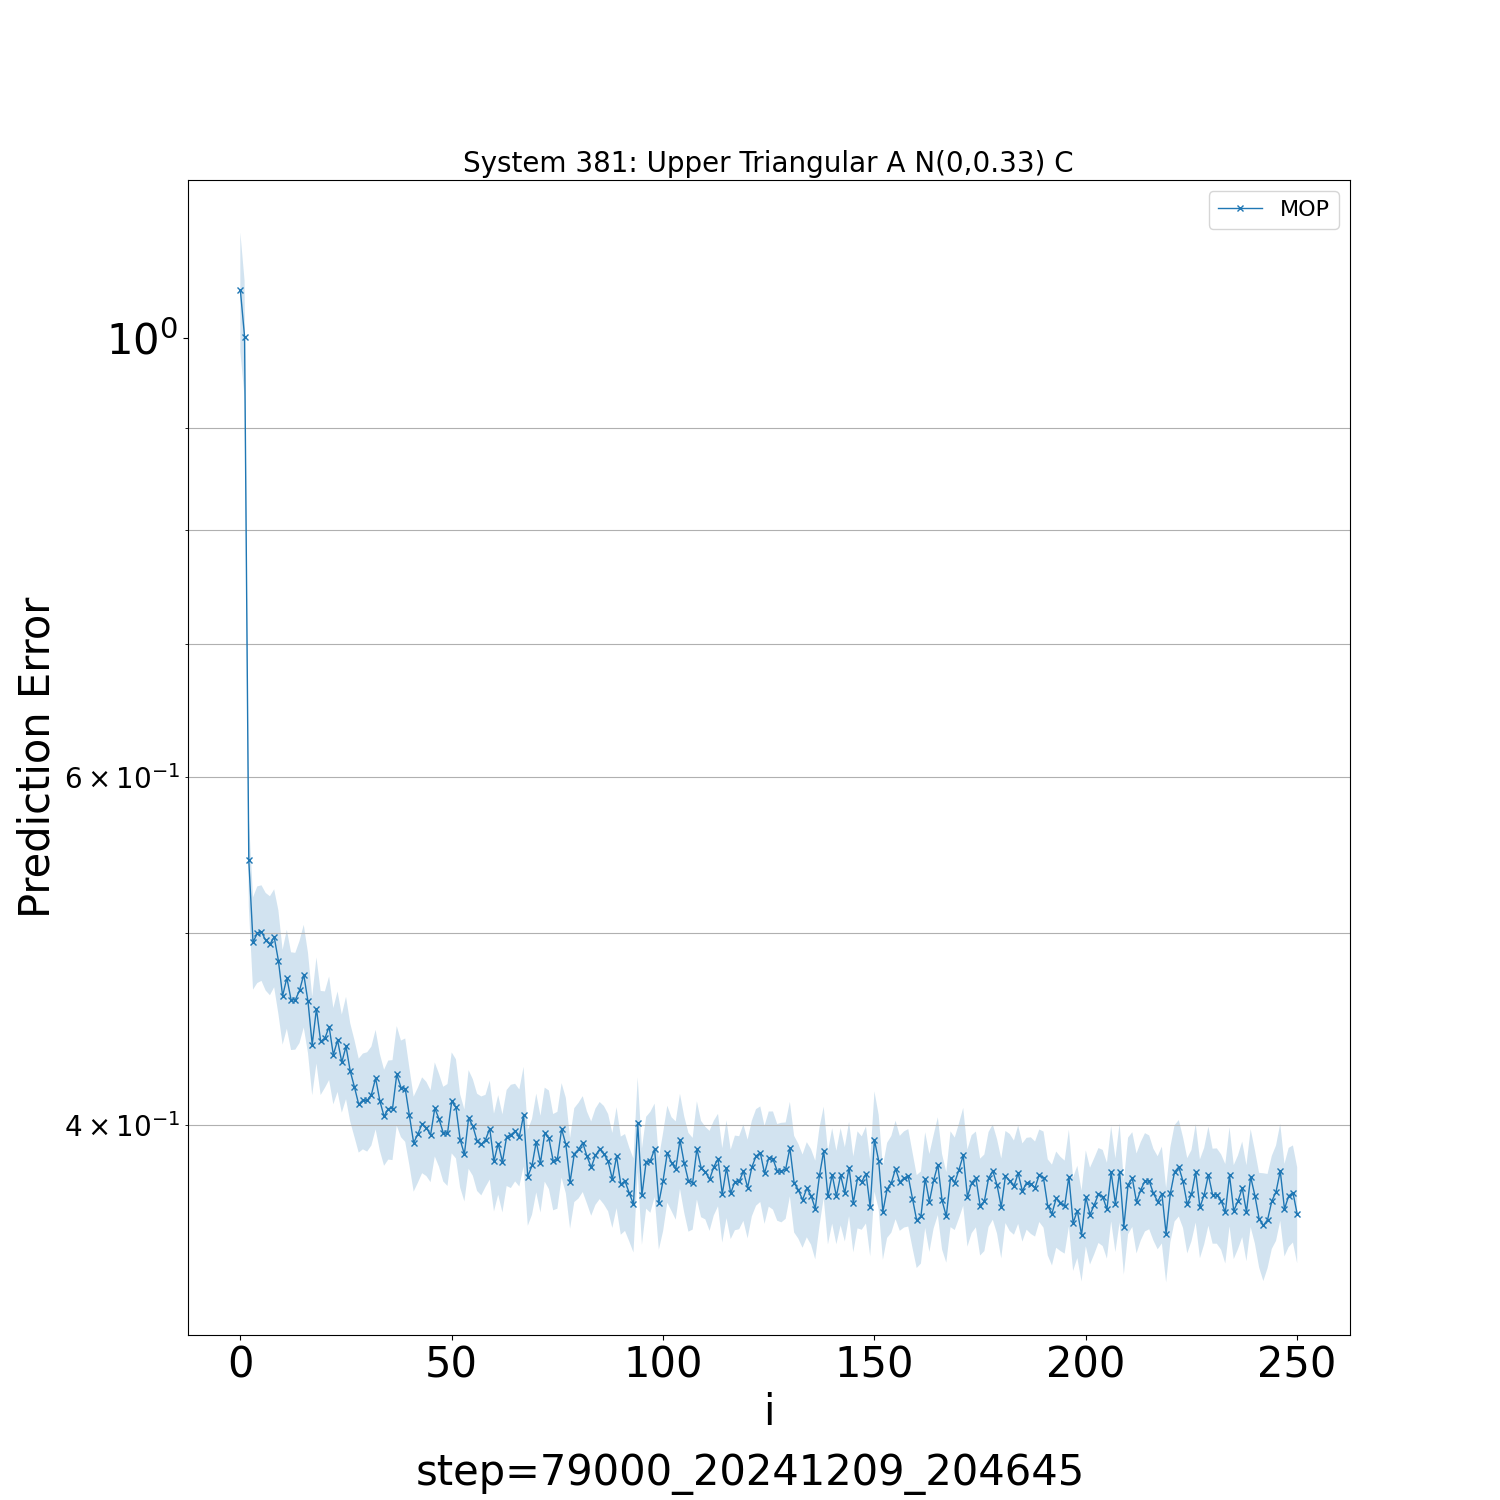 System 381: Upper Triangular A N(0,0.33) C
MOP
10⁰
6 × 10⁻¹
4 × 10⁻¹
Prediction Error
0 50 100 150 200 250
i
step=79000_20241209_204645